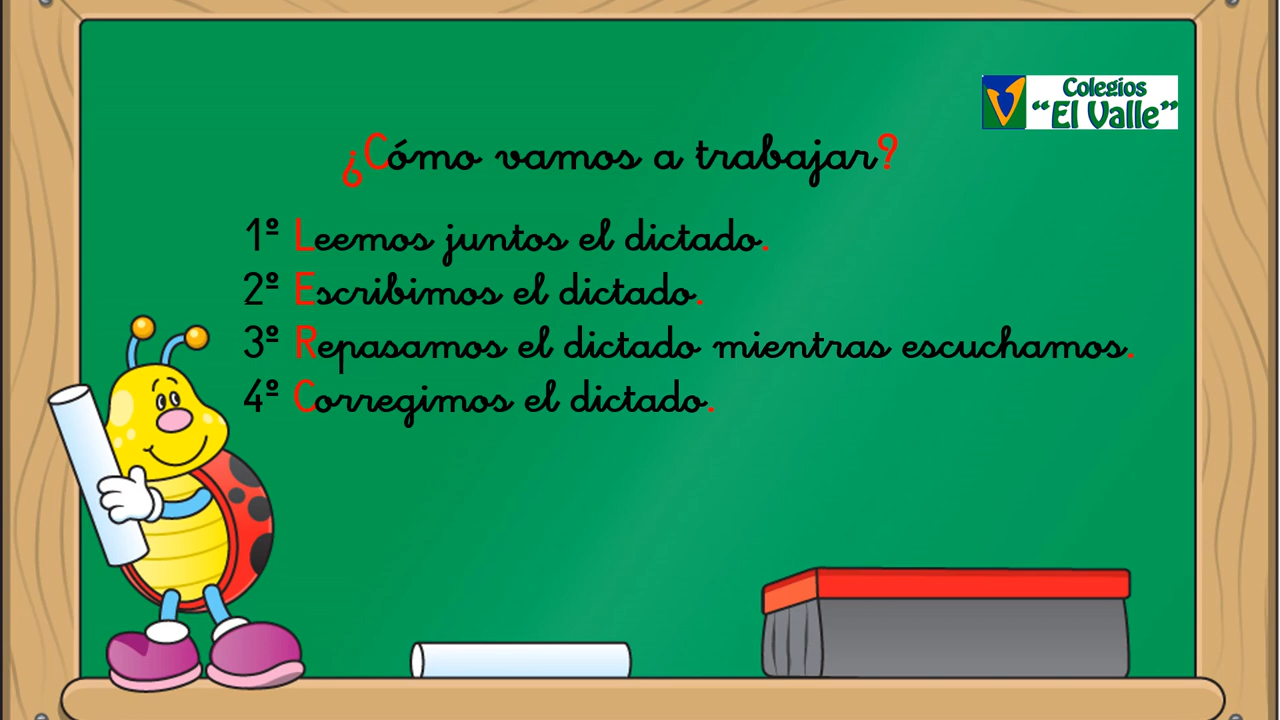 Colegios
“El Valle”
¿Cómo vamos a trabajar?
1º Leemos juntos el dictado.
2º Escribimos el dictado.
3º Repasamos el dictado mientras escuchamos.
4º Corregimos el dictado.